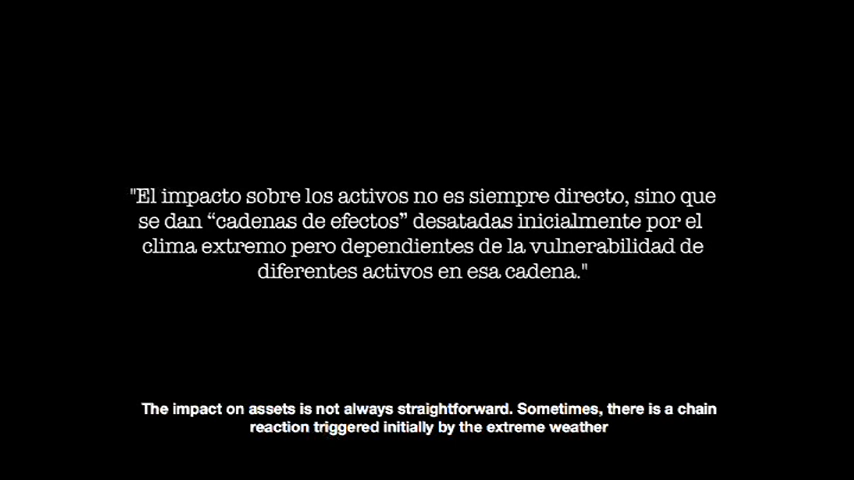 "El impacto sobre los activos no es siempre directo, sino que
se dan “cadenas de efectos” desatadas inicialmente por el
clima extremo pero dependientes de la vulnerabilidad de
diferentes activos en esa cadena."
The impact on assets is not always straightforward. Sometimes, there is a chain
reaction triggered initially by the extreme weather